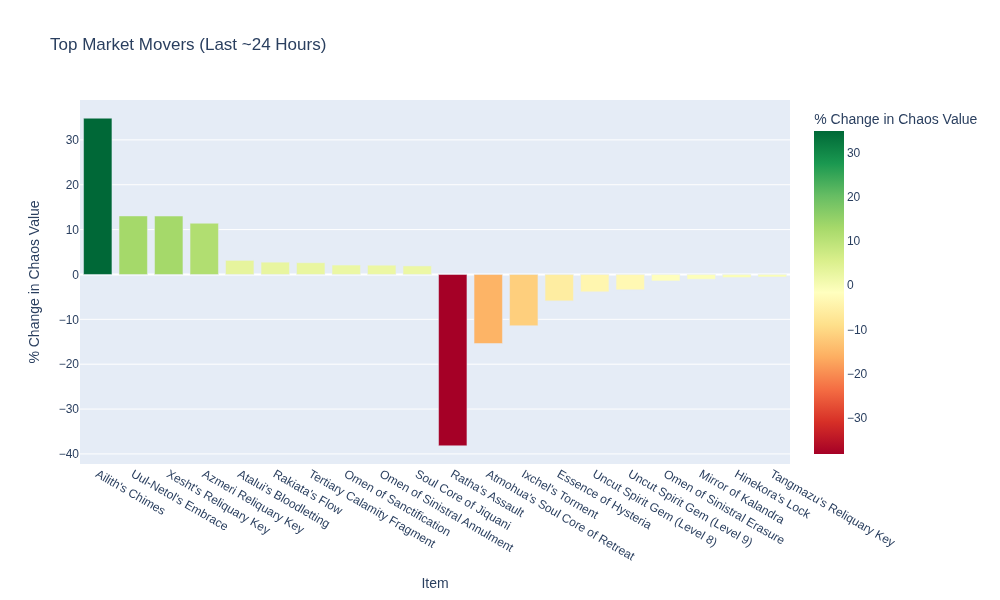 Top Market Movers (Last ~24 Hours)
% Change in Chaos Value
30
20
10
0
−10
−20
−30
−40
Ailith's Chimes
Uul-Netol's Embrace
Xesht's Reliquary Key
Azmeri Reliquary Key
Atalui's Bloodletting
Rakiata's Flow
Tertiary Calamity Fragment
Omen of Sanctification
Omen of Sinistral Annulment
Soul Core of Jiquani
Ratha's Assault
Atmohua's Soul Core of Retreat
Ixchel's Torment
Essence of Hysteria
Uncut Spirit Gem (Level 8)
Uncut Spirit Gem (Level 9)
Omen of Sinistral Erasure
Mirror of Kalandra
Hinekora's Lock
Tangmazu's Reliquary Key
Item
% Change in Chaos Value
30
20
10
0
−10
−20
−30